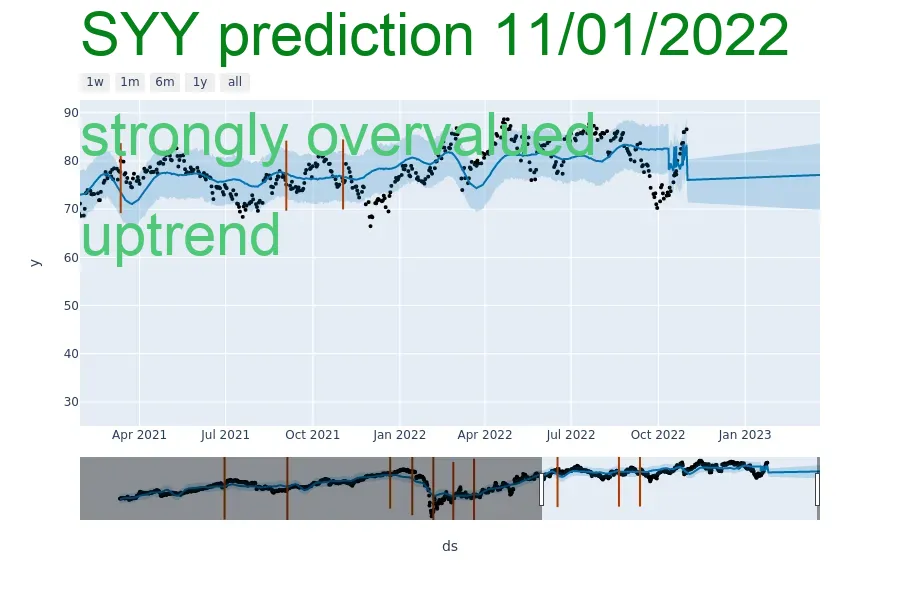 SYY prediction 11/01/2022
1w 1m 6m 1y all
90
strongly overvalued
80
70
uptrend
60
y
50
40
30
Apr 2021 Jul 2021 Oct 2021 Jan 2022 Apr 2022 Jul 2022 Oct 2022 Jan 2023
ds